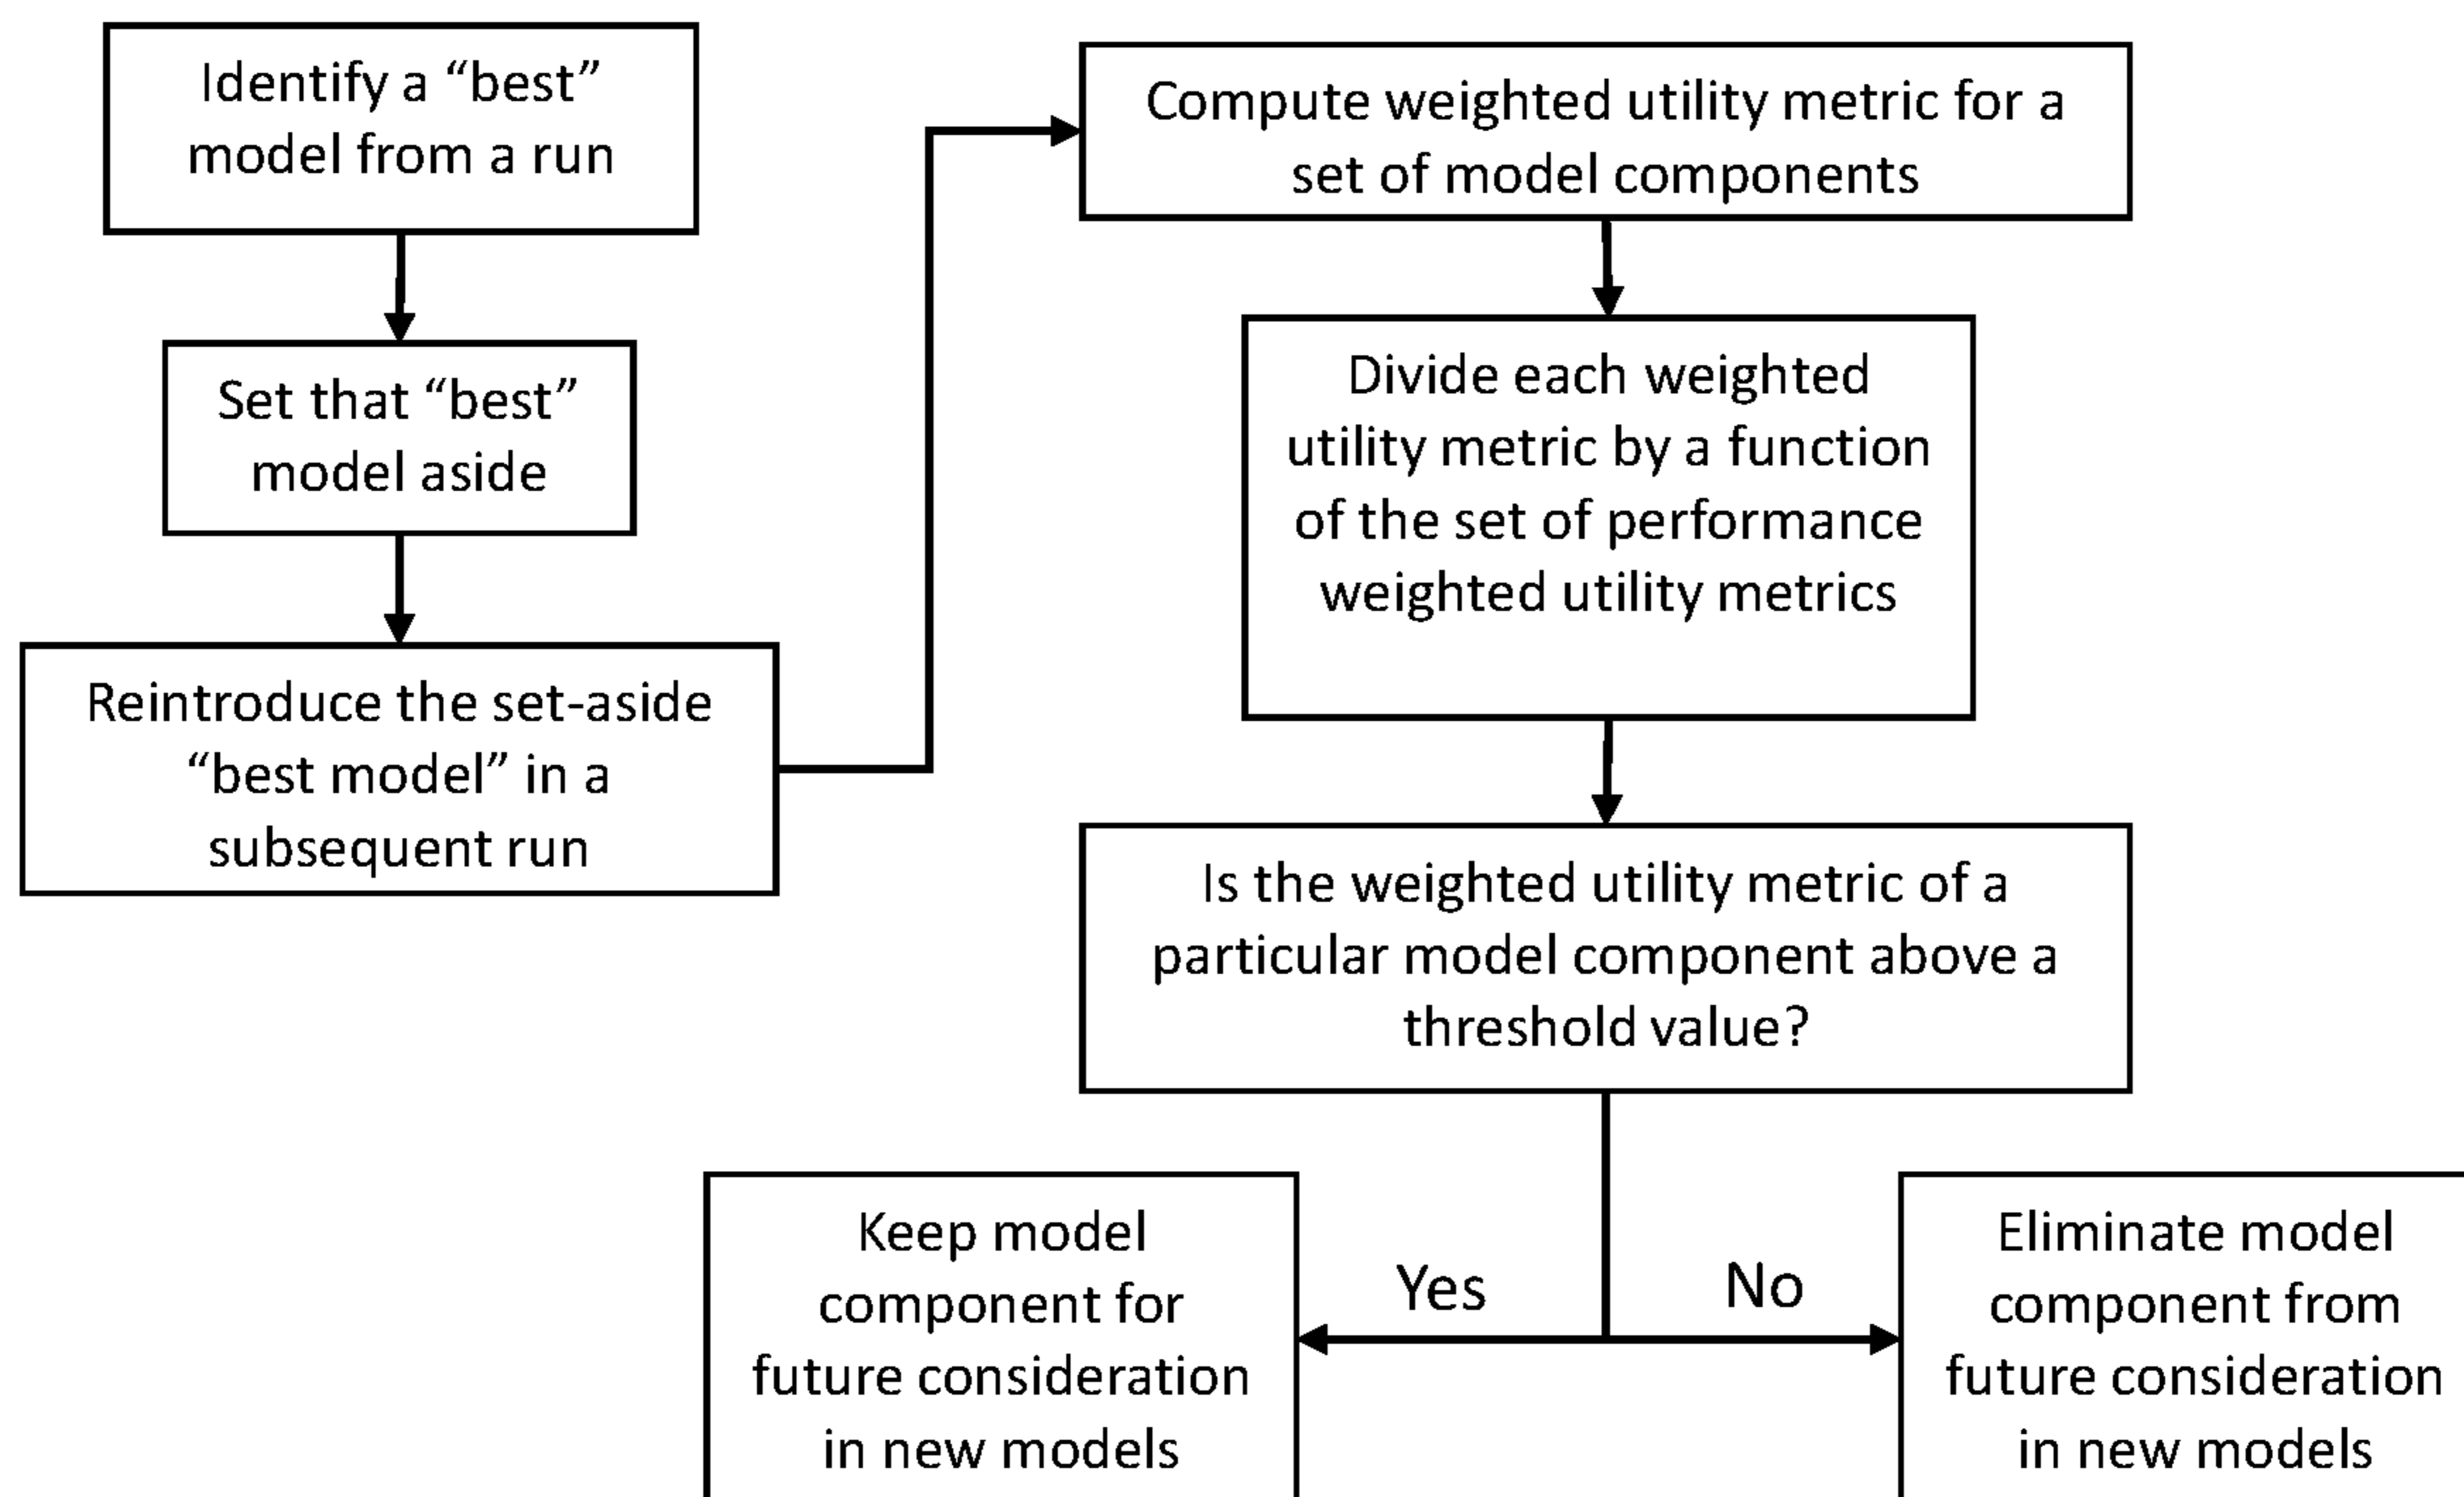 Identify a “best”
model from a run
Set that “best”
model aside
Reintroduce the set-aside
“best model” in a
subsequent run
Compute weighted utility metric for a
set of model components
Divide each weighted
utility metric by a function
of the set of performance
weighted utility metrics
Is the weighted utility metric of a
particular model component above a
threshold value?
Yes
No
Keep model
component for
future consideration
in new models
Eliminate model
component from
future consideration
in new models